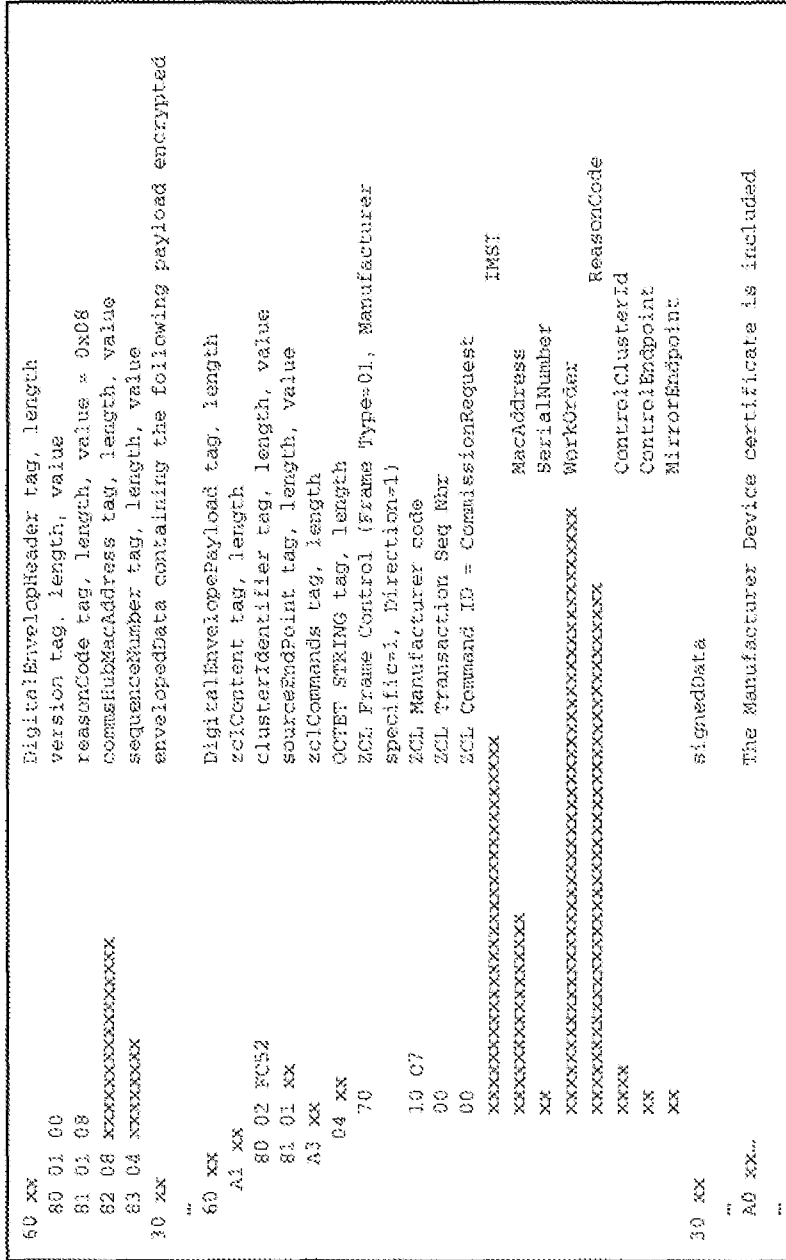 60 xx DigitalEnvelopHeader tag, length
80 01 00 version tag, length, value
81 01 08 reasonCode tag, length, value = 0x08
82 08 xxxxxxxxxxxxxxxx commsHubMacAddress tag, length, value
83 04 xxxxxxxx sequenceNumber tag, length, value
30 xx envelopedData containing the following payload encrypted
…
60 xx DigitalEnvelopePayload tag, length
A1 xx zclContent tag, length
80 02 FC52 clusterIdentifier tag, length, value
81 01 xx sourceEndPoint tag, length, value
A3 xx zclCommands tag, length
04 xx OCTET STRING tag, length
70 ZCL Frame Control (Frame Type=01, Manufacturer
specific=1, Direction=1)
10 C7 ZCL Manufacturer code
00 ZCL Transaction Seq Nbr
00 ZCL Command ID = CommissionRequest
xxxxxxxxxxxxxxxxxxxxxxxxxxxxxx IMSI
xxxxxxxxxxxxxxxx MacAddress
xx SerialNumber
xxxxxxxxxxxxxxxxxxxxxxxxxxxxxxxxxxxxxxxxxxxxxxxxxx WorkOrder
xxxxxxxxxxxxxxxxxxxxxxxxxxxxxxxxxxxxxxxxxxxx ReasonCode
xxxx ControlClusterId
xx ControlEndpoint
xx MirrorEndpoint
30 xx signedData
…
A0 xx… The Manufacturer Device certificate is included
…